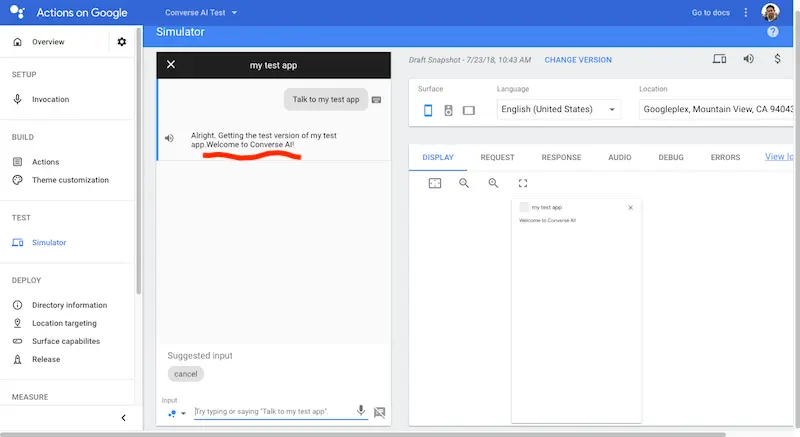 Actions on Google
Converse AI Test
Go to docs
Overview
SETUP
Invocation
BUILD
Actions
Theme customization
TEST
Simulator
DEPLOY
Directory information
Location targeting
Surface capabilites
Release
MEASURE
Simulator
my test app
Talk to my test app
Alright. Getting the test version of my test
app.Welcome to Converse AI!
Suggested input
cancel
Input
Try typing or saying "Talk to my test app".
Draft Snapshot - 7/23/18, 10:43 AM
CHANGE VERSION
Surface
Language
English (United States)
Location
Googleplex, Mountain View, CA 94043
DISPLAY
REQUEST
RESPONSE
AUDIO
DEBUG
ERRORS
View lo
my test app
Welcome to Converse AI!